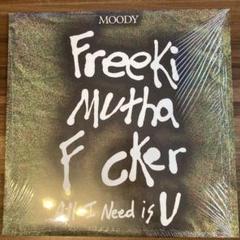 MOODY
Freeki
Mutha
F cker
All I Need is U